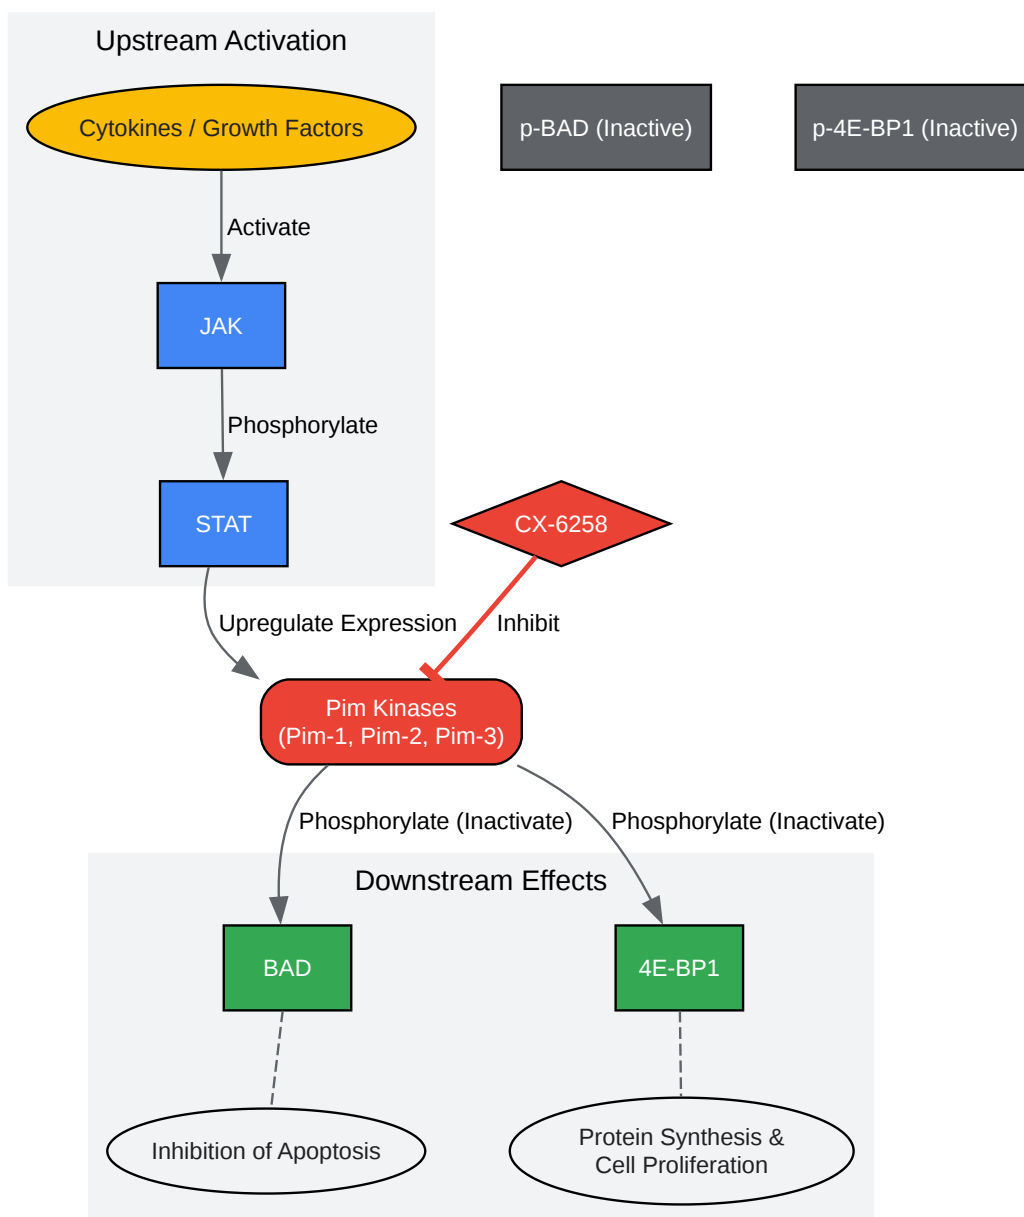 Upstream Activation
Cytokines / Growth Factors
p-BAD (Inactive)
p-4E-BP1 (Inactive)
Activate
JAK
Phosphorylate
STAT
CX-6258
Upregulate Expression
Inhibit
Pim Kinases
(Pim-1, Pim-2, Pim-3)
Phosphorylate (Inactivate)
Phosphorylate (Inactivate)
Downstream Effects
BAD
4E-BP1
Inhibition of Apoptosis
Protein Synthesis &
Cell Proliferation